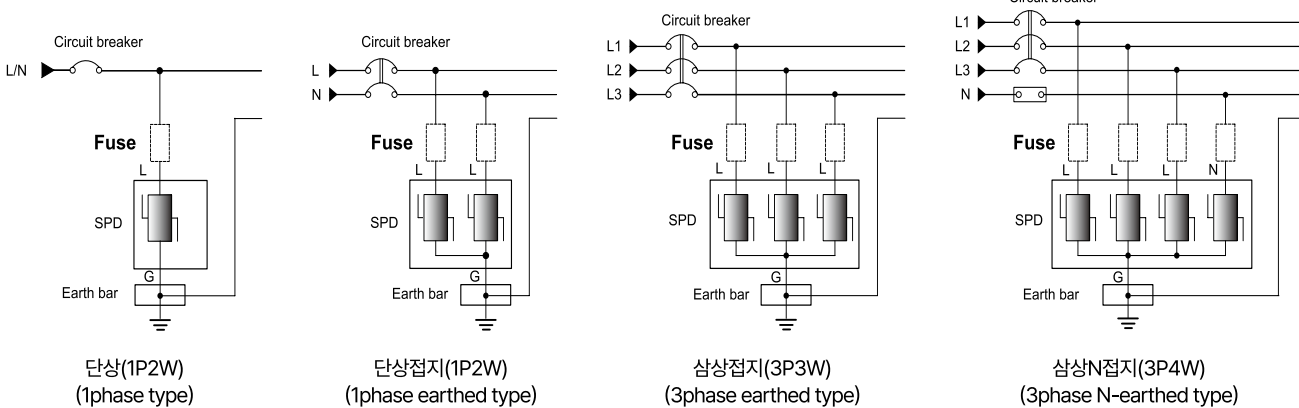 Circuit breaker
L/N
Fuse
L
SPD
G
Earth bar
단상(1P2W)
(1phase type)
Circuit breaker
L
N
Fuse
L
L
SPD
G
Earth bar
단상접지(1P2W)
(1phase earthed type)
Circuit breaker
L1
L2
L3
Fuse
L
L
L
SPD
G
Earth bar
삼상접지(3P3W)
(3phase earthed type)
Circuit breaker
L1
L2
L3
N
Fuse
L
L
L
N
SPD
G
Earth bar
삼상N접지(3P4W)
(3phase N-earthed type)